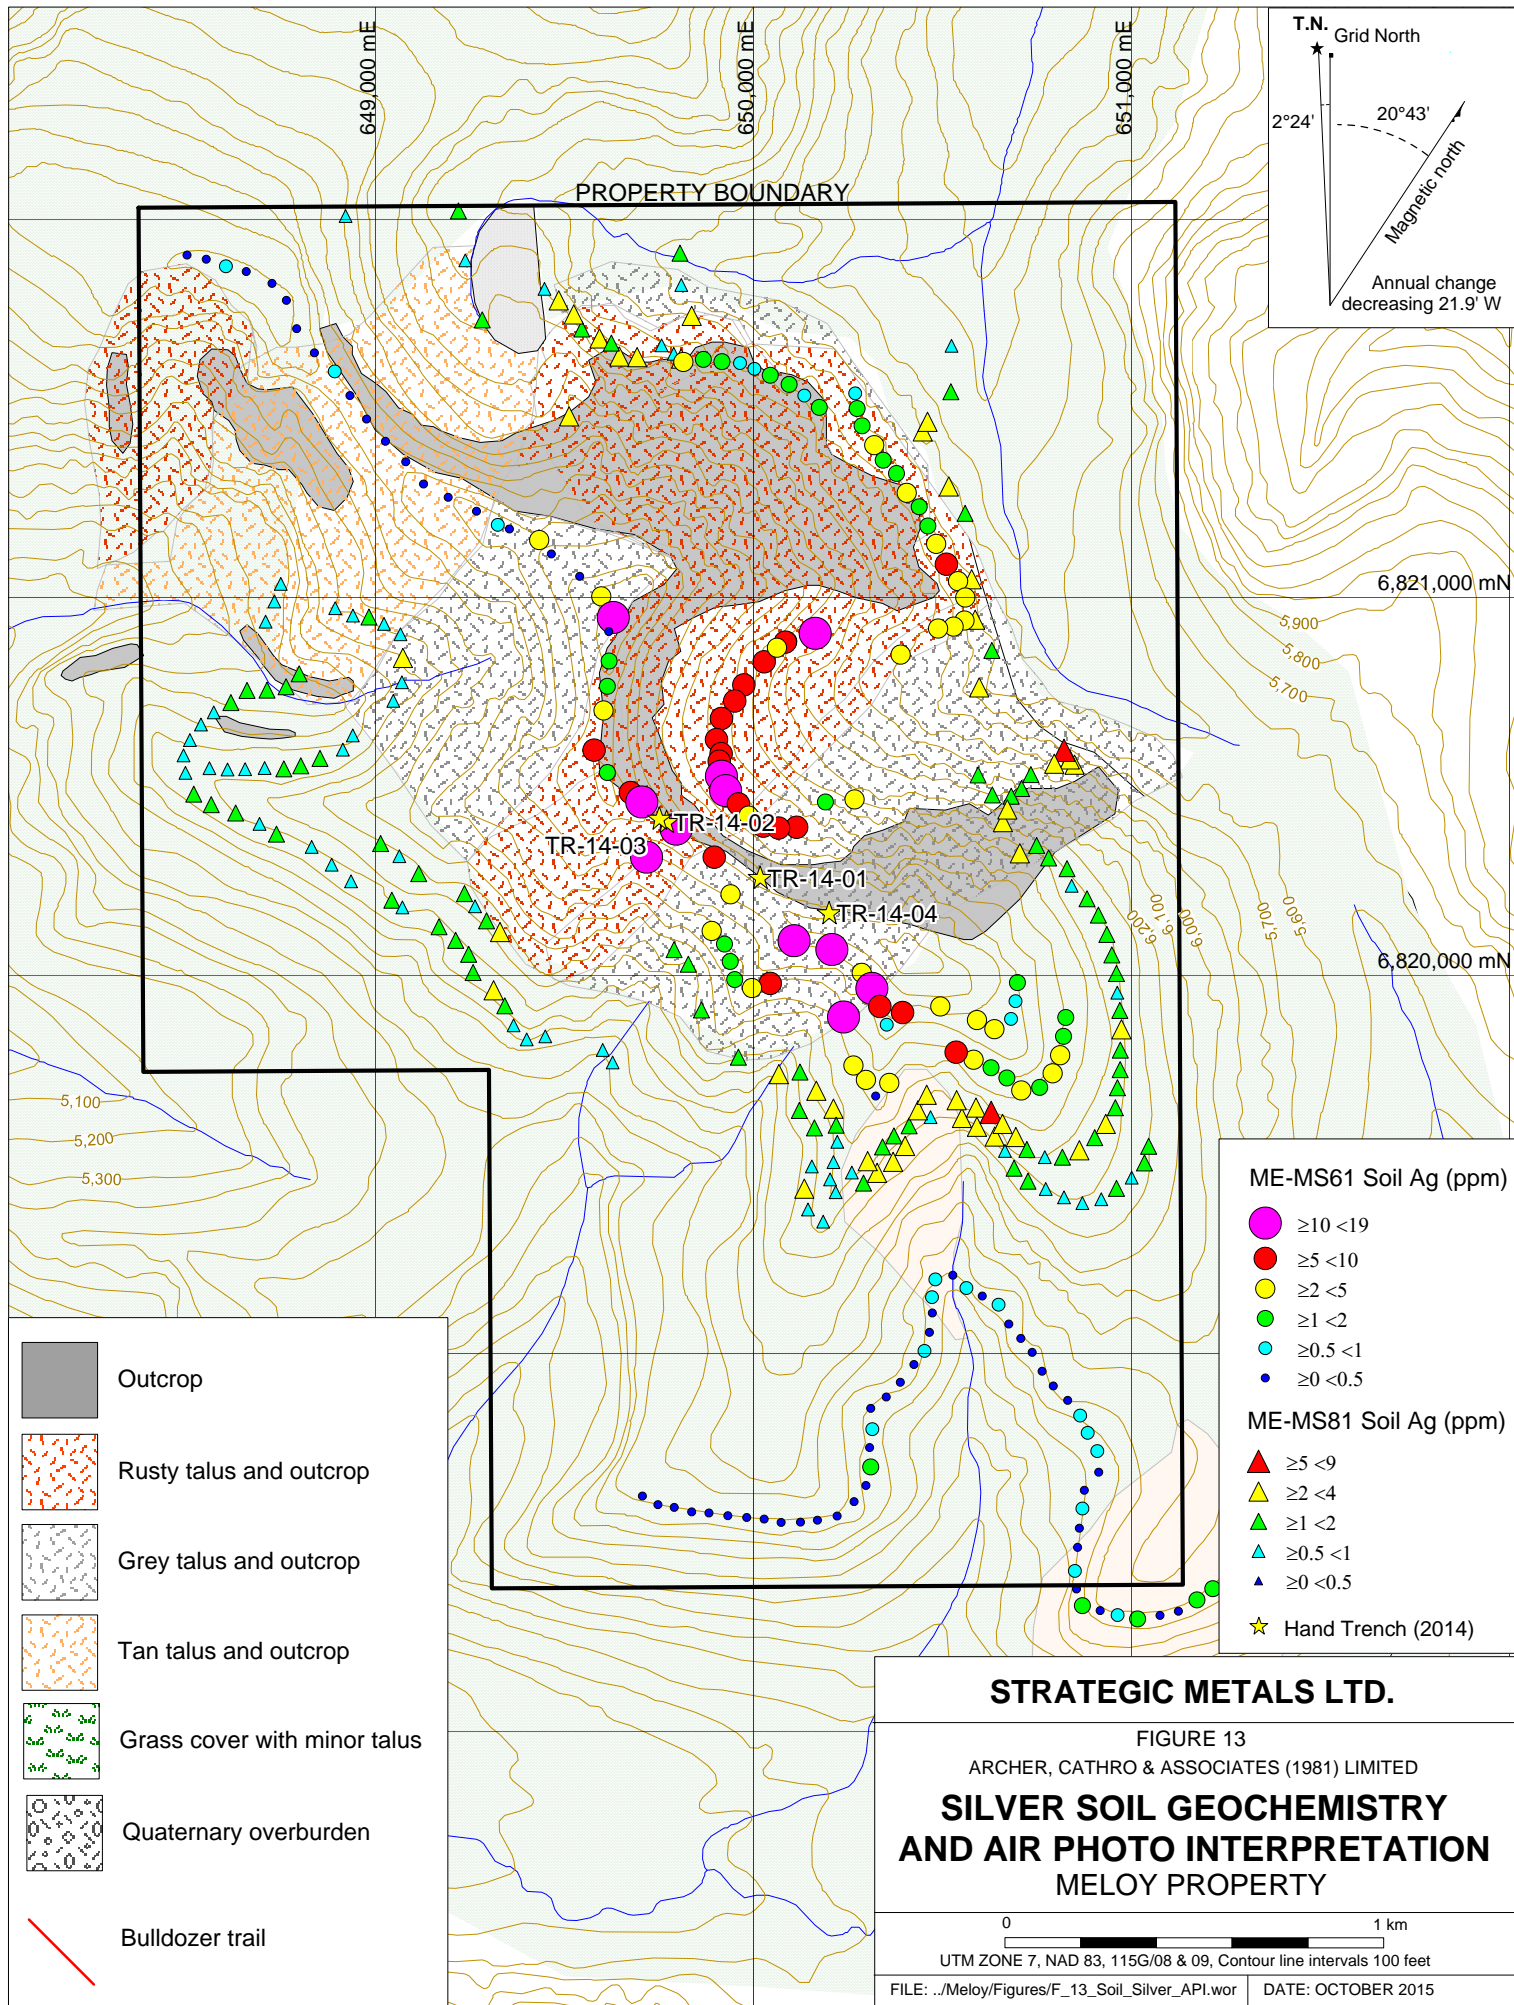 649,000 mE
650,000 mE
651,000 mE
T.N.
Grid North
2°24'
20°43'
Magnetic north
Annual change
decreasing 21.9' W
PROPERTY BOUNDARY
6,821,000 mN
5,900
5,800
5,700
TR-14-02
TR-14-03
TR-14-01
TR-14-04
6,200
6,100
6,000
5,700
5,600
6,820,000 mN
5,100
5,200
5,300
ME-MS61 Soil Ag (ppm)
≥10 <19
≥5 <10
≥2 <5
≥1 <2
≥0.5 <1
≥0 <0.5
ME-MS81 Soil Ag (ppm)
≥5 <9
≥2 <4
≥1 <2
≥0.5 <1
≥0 <0.5
Hand Trench (2014)
Outcrop
Rusty talus and outcrop
Grey talus and outcrop
Tan talus and outcrop
Grass cover with minor talus
Quaternary overburden
Bulldozer trail
STRATEGIC METALS LTD.
FIGURE 13
ARCHER, CATHRO & ASSOCIATES (1981) LIMITED
SILVER SOIL GEOCHEMISTRY
AND AIR PHOTO INTERPRETATION
MELOY PROPERTY
0 1 km
UTM ZONE 7, NAD 83, 115G/08 & 09, Contour line intervals 100 feet
FILE: ../Meloy/Figures/F_13_Soil_Silver_API.wor DATE: OCTOBER 2015